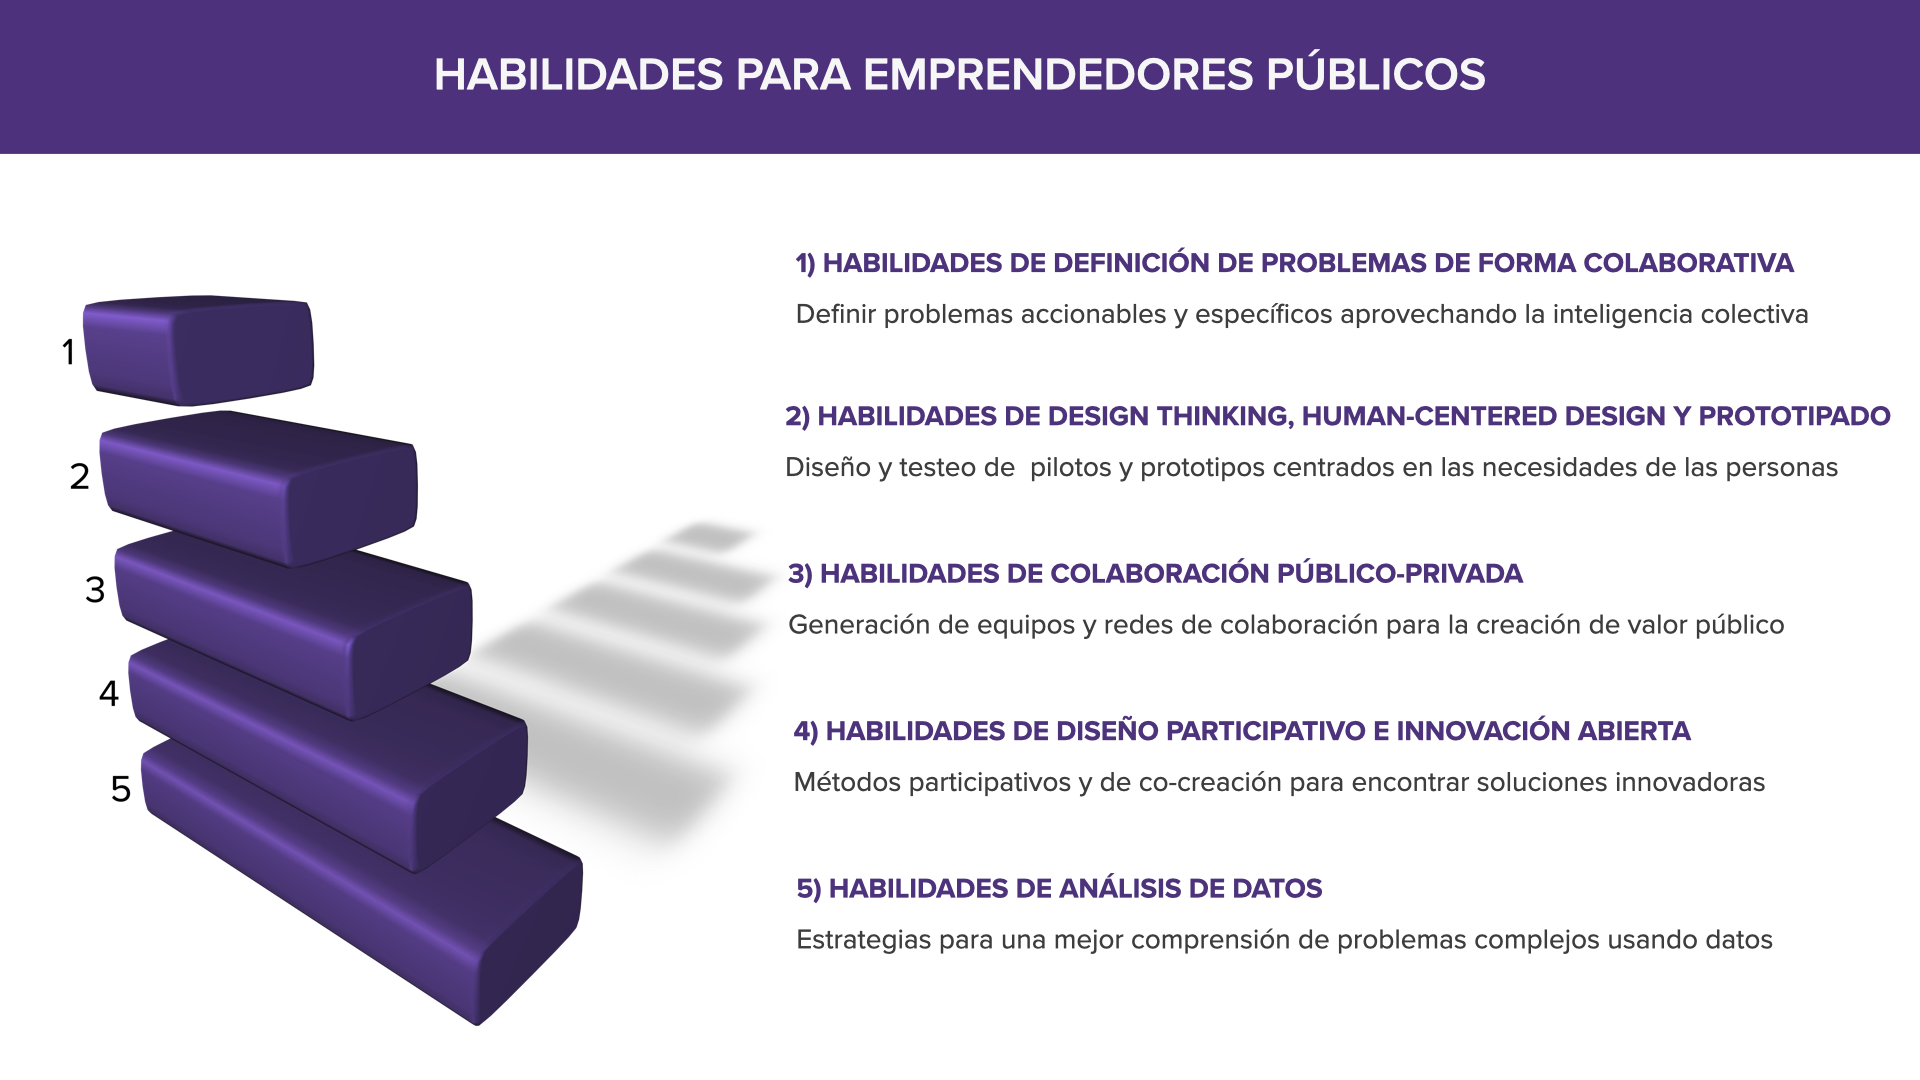 HABILIDADES PARA EMPRENDEDORES PÚBLICOS
1
2
3
4
5
1) HABILIDADES DE DEFINICIÓN DE PROBLEMAS DE FORMA COLABORATIVA
Definir problemas accionables y específicos aprovechando la inteligencia colectiva
2) HABILIDADES DE DESIGN THINKING, HUMAN-CENTERED DESIGN Y PROTOTIPADO
Diseño y testeo de  pilotos y prototipos centrados en las necesidades de las personas
3) HABILIDADES DE COLABORACIÓN PÚBLICO-PRIVADA
Generación de equipos y redes de colaboración para la creación de valor público
4) HABILIDADES DE DISEÑO PARTICIPATIVO E INNOVACIÓN ABIERTA
Métodos participativos y de co-creación para encontrar soluciones innovadoras
5) HABILIDADES DE ANÁLISIS DE DATOS
Estrategias para una mejor comprensión de problemas complejos usando datos